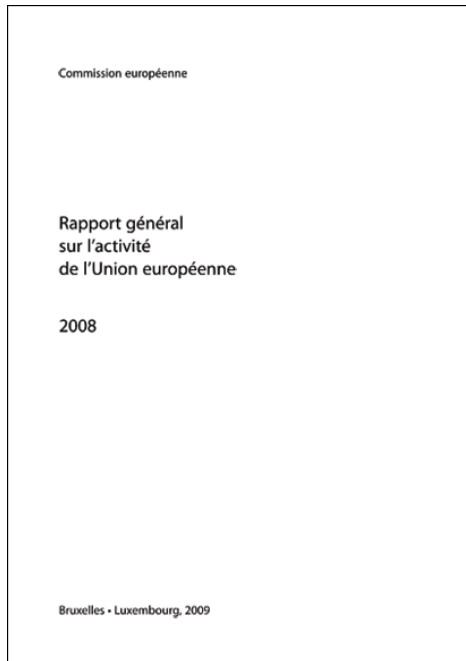 Commission européenne
Rapport général
sur l'activité
de l'Union européenne
2008
Bruxelles • Luxembourg, 2009